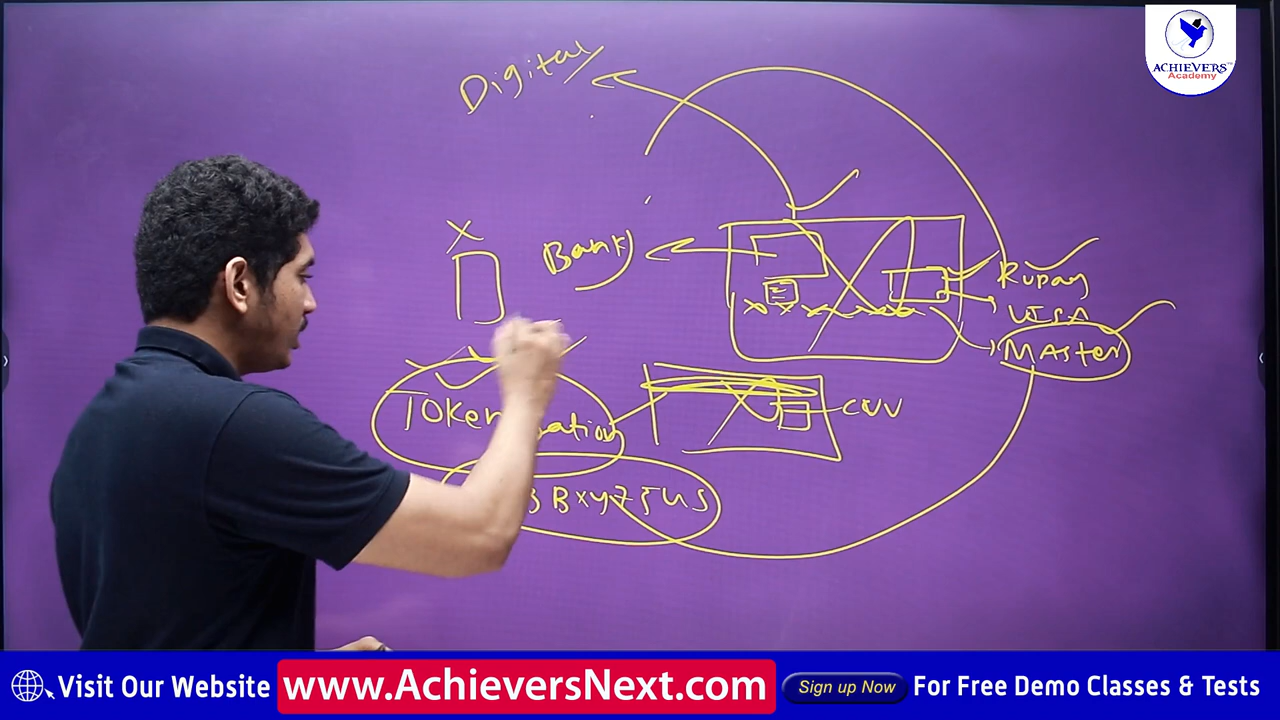 ACHIEVERS
Academy
Digital
X
Bank
Rupay
VISA
MAster
CVV
BxyZ5US
Visit Our Website
www.AchieversNext.com
Sign up Now
For Free Demo Classes & Tests